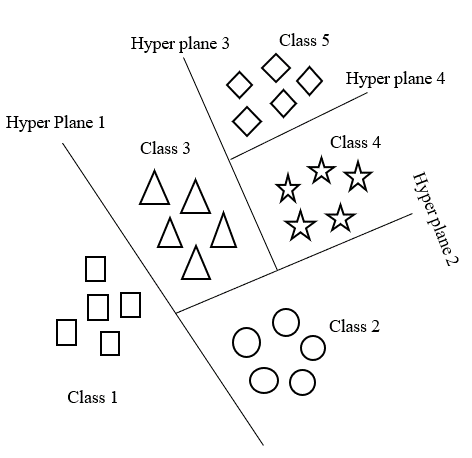 Class 5
Hyper plane 3
Hyper plane 4
Hyper Plane 1
Class 3
Class 4
Hyper plane 2
Class 2
Class 1